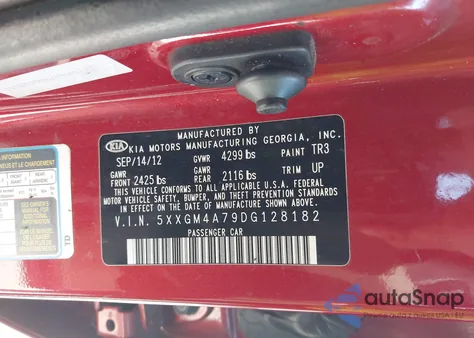 MANUFACTURED BY
KIA KIA MOTORS MANUFACTURING GEORGIA, INC.
SEP/14/12 GVWR 4299 lbs PAINT TR3
GAWR FRONT 2425 lbs GAWR REAR 2116 lbs TRIM UP
THIS VEHICLE CONFORMS TO ALL APPLICABLE U.S.A. FEDERAL
MOTOR VEHICLE SAFETY, BUMPER, AND THEFT PREVENTION
STANDARDS IN EFFECT ON THE DATE OF MANUFACTURE SHOWN ABOVE.
V.I.N. 5XXGM4A79DG128182
PASSENGER CAR
INFORMATION
CHARGEMENT
autoSnap